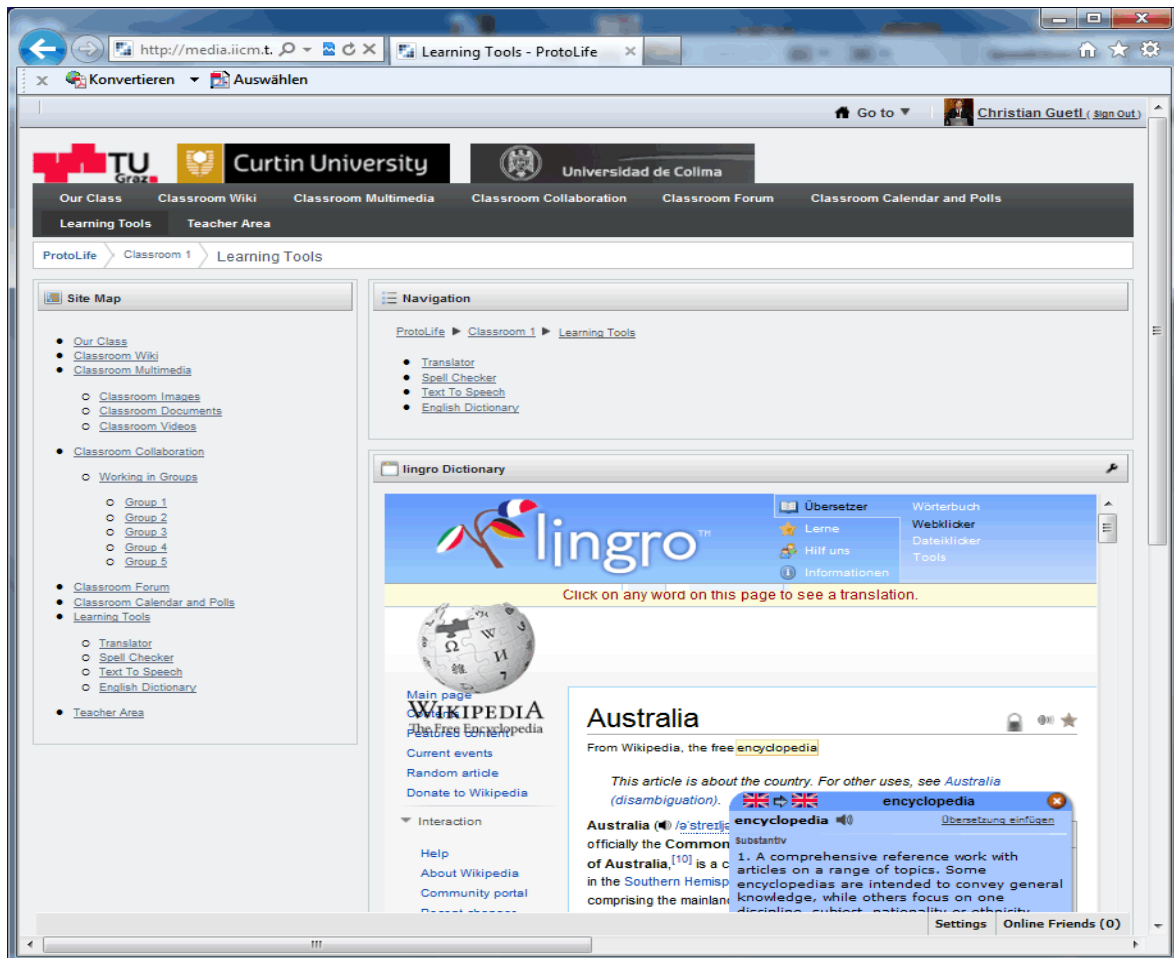 http://media.iicm.t. Learning Tools - ProtoLife
x Konvertieren Auswählen
Go to Christian Guetl ( Sign Out )
TU Graz Curtin University Universidad de Colima
Our Class Classroom Wiki Classroom Multimedia Classroom Collaboration Classroom Forum Classroom Calendar and Polls
Learning Tools Teacher Area
ProtoLife Classroom 1 Learning Tools
Site Map
Our Class
Classroom Wiki
Classroom Multimedia
Classroom Images
Classroom Documents
Classroom Videos
Classroom Collaboration
Working in Groups
Group 1
Group 2
Group 3
Group 4
Group 5
Classroom Forum
Classroom Calendar and Polls
Learning Tools
Translator
Spell Checker
Text To Speech
English Dictionary
Teacher Area
Navigation
ProtoLife Classroom 1 Learning Tools
Translator
Spell Checker
Text To Speech
English Dictionary
lingro Dictionary
lingro™
Übersetzer Wörterbuch
Lerne Webklicker
Hilf uns Dateiklicker
Informationen Tools
Click on any word on this page to see a translation.
Main page
WIKIPEDIA
Contents
The Free Encyclopedia
Featured content
Current events
Random article
Donate to Wikipedia
Interaction
Help
About Wikipedia
Community portal
Recent changes
Australia
From Wikipedia, the free encyclopedia
This article is about the country. For other uses, see Australia
(disambiguation).
Australia (/əˈstreɪljə
officially the Common
of Australia,[10] is a c
in the Southern Hemisp
comprising the mainlan
encyclopedia
encyclopedia Übersetzung einfügen
Substantiv
1. A comprehensive reference work with
articles on a range of topics. Some
encyclopedias are intended to convey general
knowledge, while others focus on one
discipline, subject, nationality or ethnicity
Settings Online Friends (0)